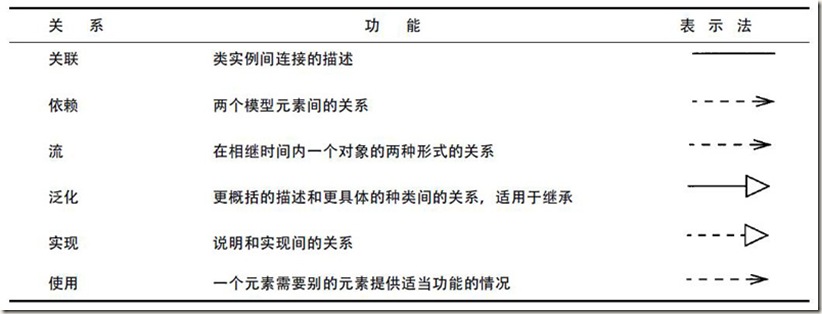 关 系 功 能 表 示 法
关联 类实例间连接的描述
依赖 两个模型元素间的关系
流 在相继时间内一个对象的两种形式的关系
泛化 更概括的描述和更具体的种类间的关系，适用于继承
实现 说明和实现间的关系
使用 一个元素需要别的元素提供适当功能的情况